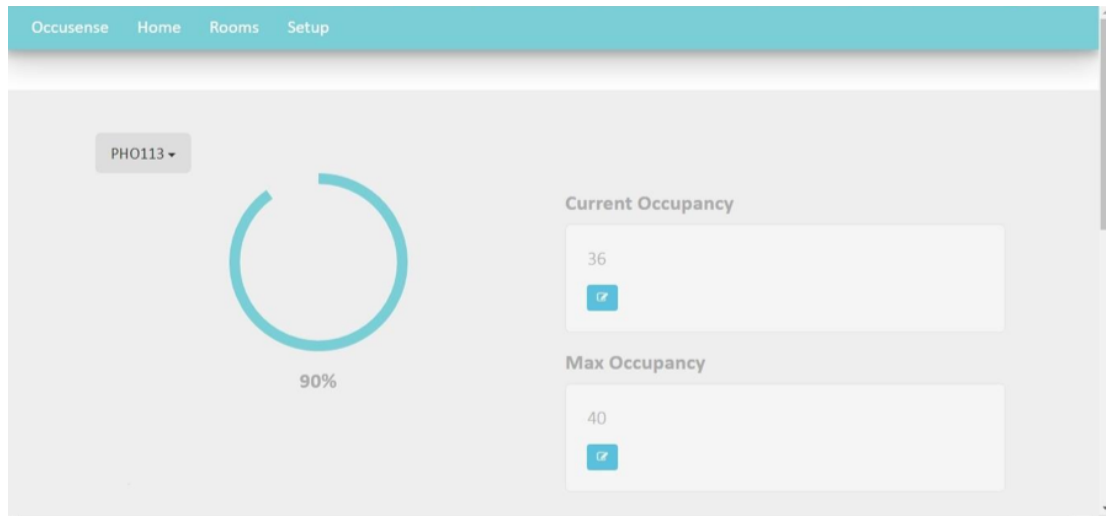 Occusense Home Rooms Setup
PHO113
Current Occupancy
36
90%
Max Occupancy
40